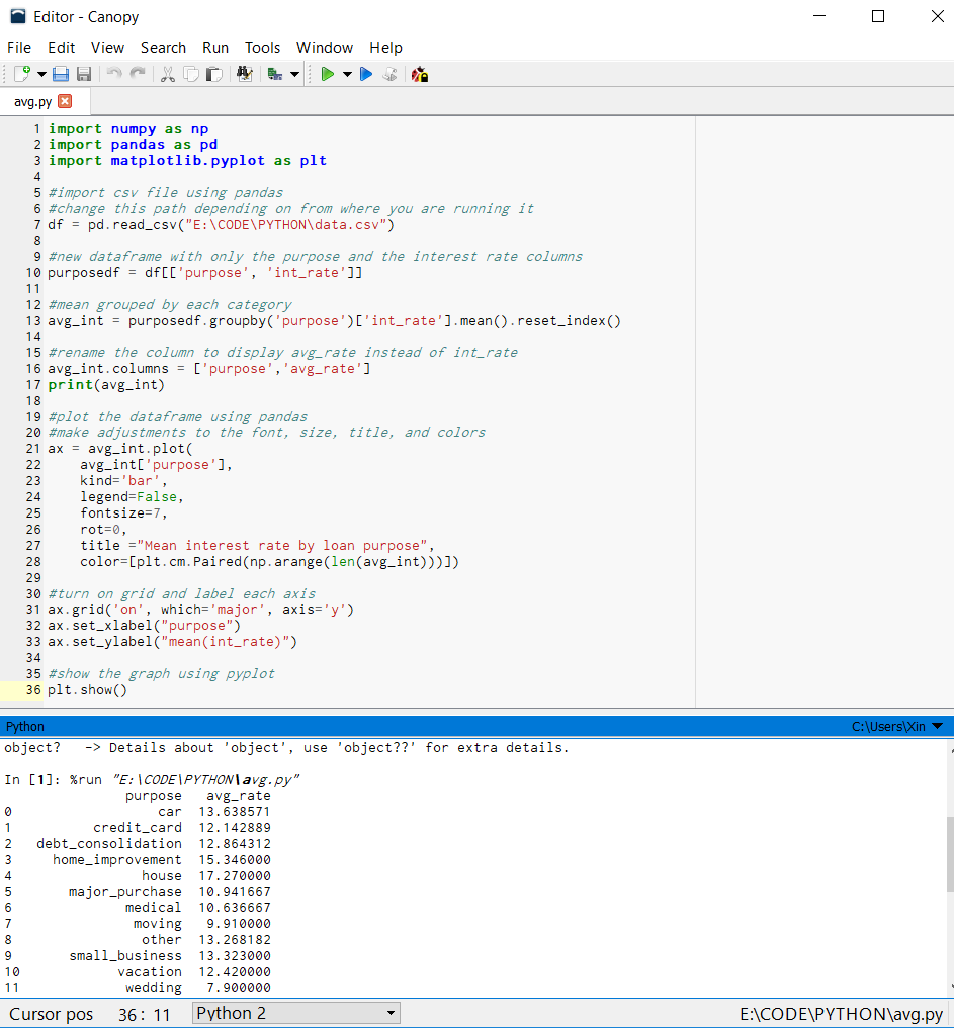 Editor - Canopy
File Edit View Search Run Tools Window Help
avg.py
1 import numpy as np
2 import pandas as pd
3 import matplotlib.pyplot as plt
4
5 #import csv file using pandas
6 #change this path depending on from where you are running it
7 df = pd.read_csv("E:\CODE\PYTHON\data.csv")
8
9 #new dataframe with only the purpose and the interest rate columns
10 purposedf = df[['purpose', 'int_rate']]
11
12 #mean grouped by each category
13 avg_int = purposedf.groupby('purpose')['int_rate'].mean().reset_index()
14
15 #rename the column to display avg_rate instead of int_rate
16 avg_int.columns = ['purpose','avg_rate']
17 print(avg_int)
18
19 #plot the dataframe using pandas
20 #make adjustments to the font, size, title, and colors
21 ax = avg_int.plot(
22     avg_int['purpose'],
23     kind='bar',
24     legend=False,
25     fontsize=7,
26     rot=0,
27     title ="Mean interest rate by loan purpose",
28     color=[plt.cm.Paired(np.arange(len(avg_int)))])
29
30 #turn on grid and label each axis
31 ax.grid('on', which='major', axis='y')
32 ax.set_xlabel("purpose")
33 ax.set_ylabel("mean(int_rate)")
34
35 #show the graph using pyplot
36 plt.show()
Python C:\Users\Xin
object?   -> Details about 'object', use 'object??' for extra details.
In [1]: %run "E:\CODE\PYTHON\avg.py"
purpose avg_rate
0 car 13.638571
1 credit_card 12.142889
2 debt_consolidation 12.864312
3 home_improvement 15.346000
4 house 17.270000
5 major_purchase 10.941667
6 medical 10.636667
7 moving 9.910000
8 other 13.268182
9 small_business 13.323000
10 vacation 12.420000
11 wedding 7.900000
Cursor pos 36 : 11 Python 2 E:\CODE\PYTHON\avg.py